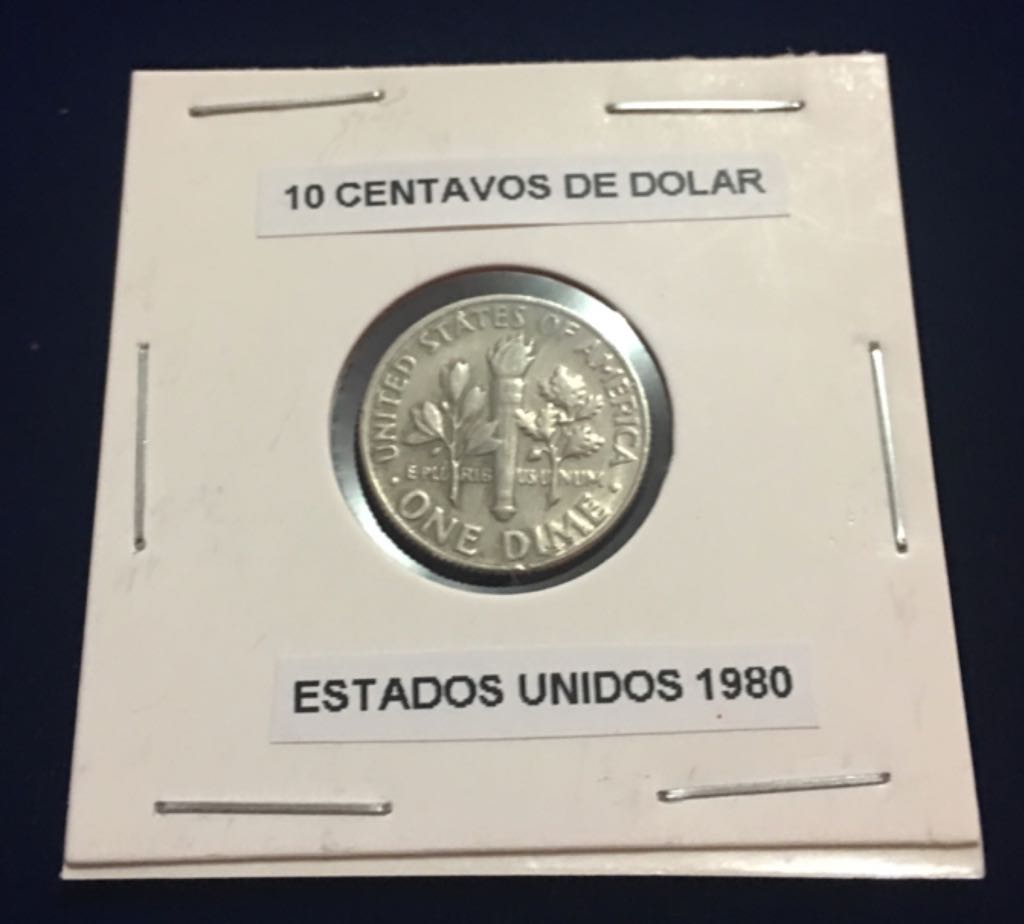 10 CENTAVOS DE DOLAR
UNITED STATES OF AMERICA
E PLURIBUS UNUM
· ONE DIME ·
ESTADOS UNIDOS 1980